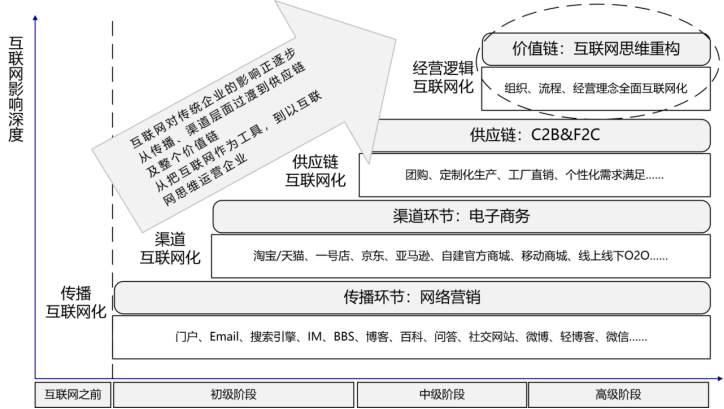 互联网影响深度
互联网对传统企业的影响正逐步
从传播、渠道层面过渡到供应链
及整个价值链
从把互联网作为工具，到以互联
网思维运营企业
经营逻辑
互联网化
价值链：互联网思维重构
组织、流程、经营理念全面互联网化
供应链
互联网化
供应链：C2B&F2C
团购、定制化生产、工厂直销、个性化需求满足......
渠道
互联网化
渠道环节：电子商务
淘宝/天猫、一号店、京东、亚马逊、自建官方商城、移动商城、线上线下O2O......
传播
互联网化
传播环节：网络营销
门户、Email、搜索引擎、IM、BBS、博客、百科、问答、社交网站、微博、轻博客、微信......
互联网之前
初级阶段
中级阶段
高级阶段